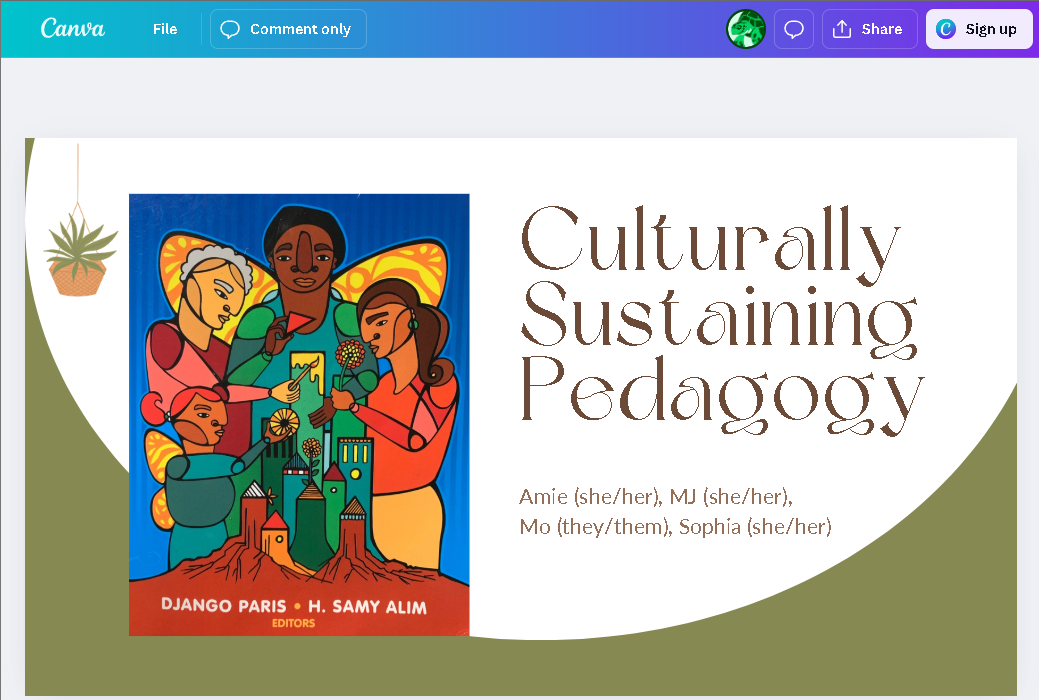 Canva
File
Comment only
Share
C
Sign up
Culturally
Sustaining
Pedagogy
Amie (she/her), MJ (she/her),
Mo (they/them), Sophia (she/her)
DJANGO PARIS • H. SAMY ALIM
EDITORS